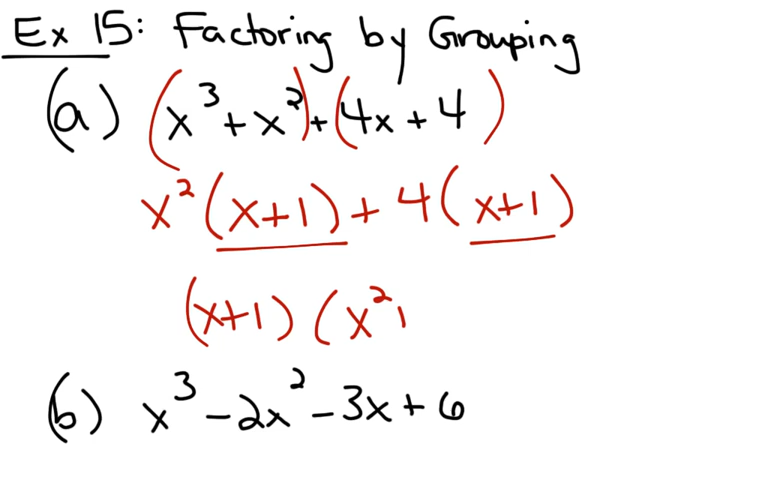 Ex 15: Factoring by Grouping
(a) (x³ + x²) + (4x + 4)
x² (x+1) + 4 (x+1)
(x+1) (x²
(b) x³ - 2x² - 3x + 6